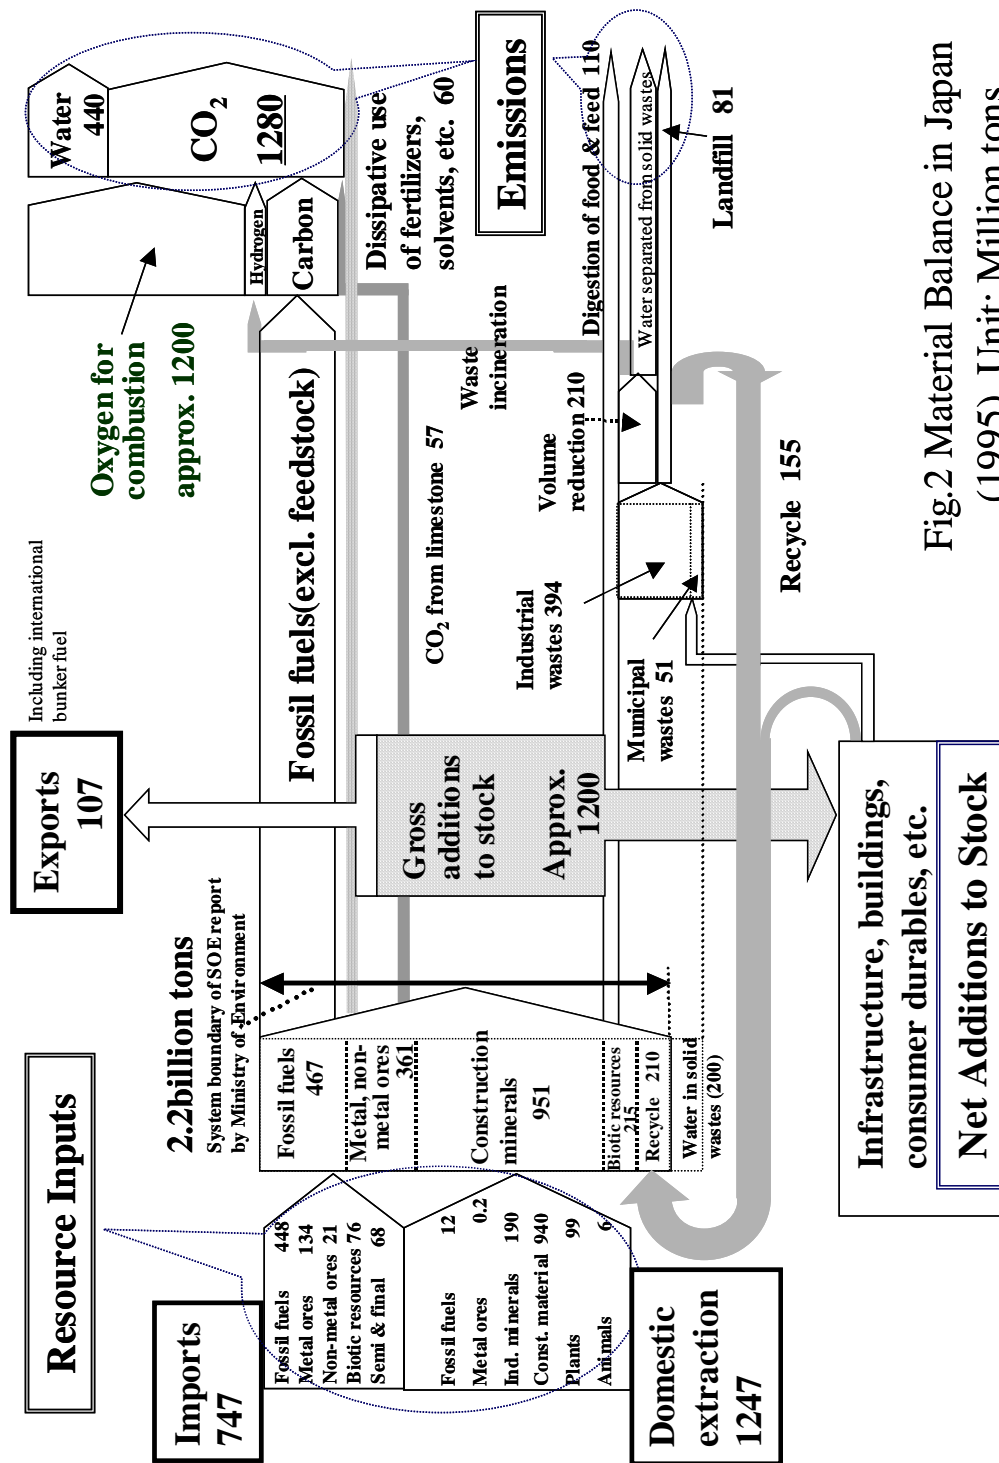 Resource Inputs
Imports
747
Fossil fuels 448
Metal ores 134
Non-metal ores 21
Biotic resources 76
Semi & final 68
Fossil fuels 12
Metal ores 0.2
Ind. minerals 190
Const. material 940
Plants 99
Animals 6
Domestic
extraction
1247
2.2billion tons
System boundary of SOE report
by Ministry of Environment
Fossil fuels
467
Metal, non-
metal ores
361
Construction
minerals
951
Biotic resources
215
Recycle 210
Water in solid
wastes (200)
Exports
107
Including international
bunker fuel
Fossil fuels(excl. feedstock)
Gross
additions
to stock
Approx.
1200
CO₂ from limestone 57
Waste
incineration
Industrial
wastes 394
Volume
reduction 210
Municipal
wastes 51
Recycle 155
Infrastructure, buildings,
consumer durables, etc.
Net Additions to Stock
Oxygen for
combustion
approx. 1200
Hydrogen
Carbon
Water
440
CO₂
1280
Dissipative use
of fertilizers,
solvents, etc. 60
Emissions
Digestion of food & feed 110
Water separated from solid wastes
Landfill 81
Fig.2 Material Balance in Japan
(1995), Unit: Million tons